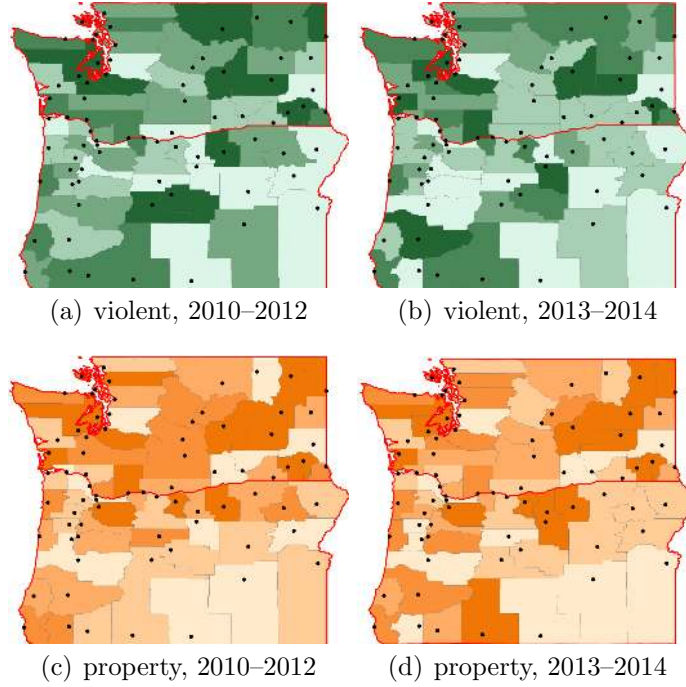 (a) violent, 2010–2012
(b) violent, 2013–2014
(c) property, 2010–2012
(d) property, 2013–2014